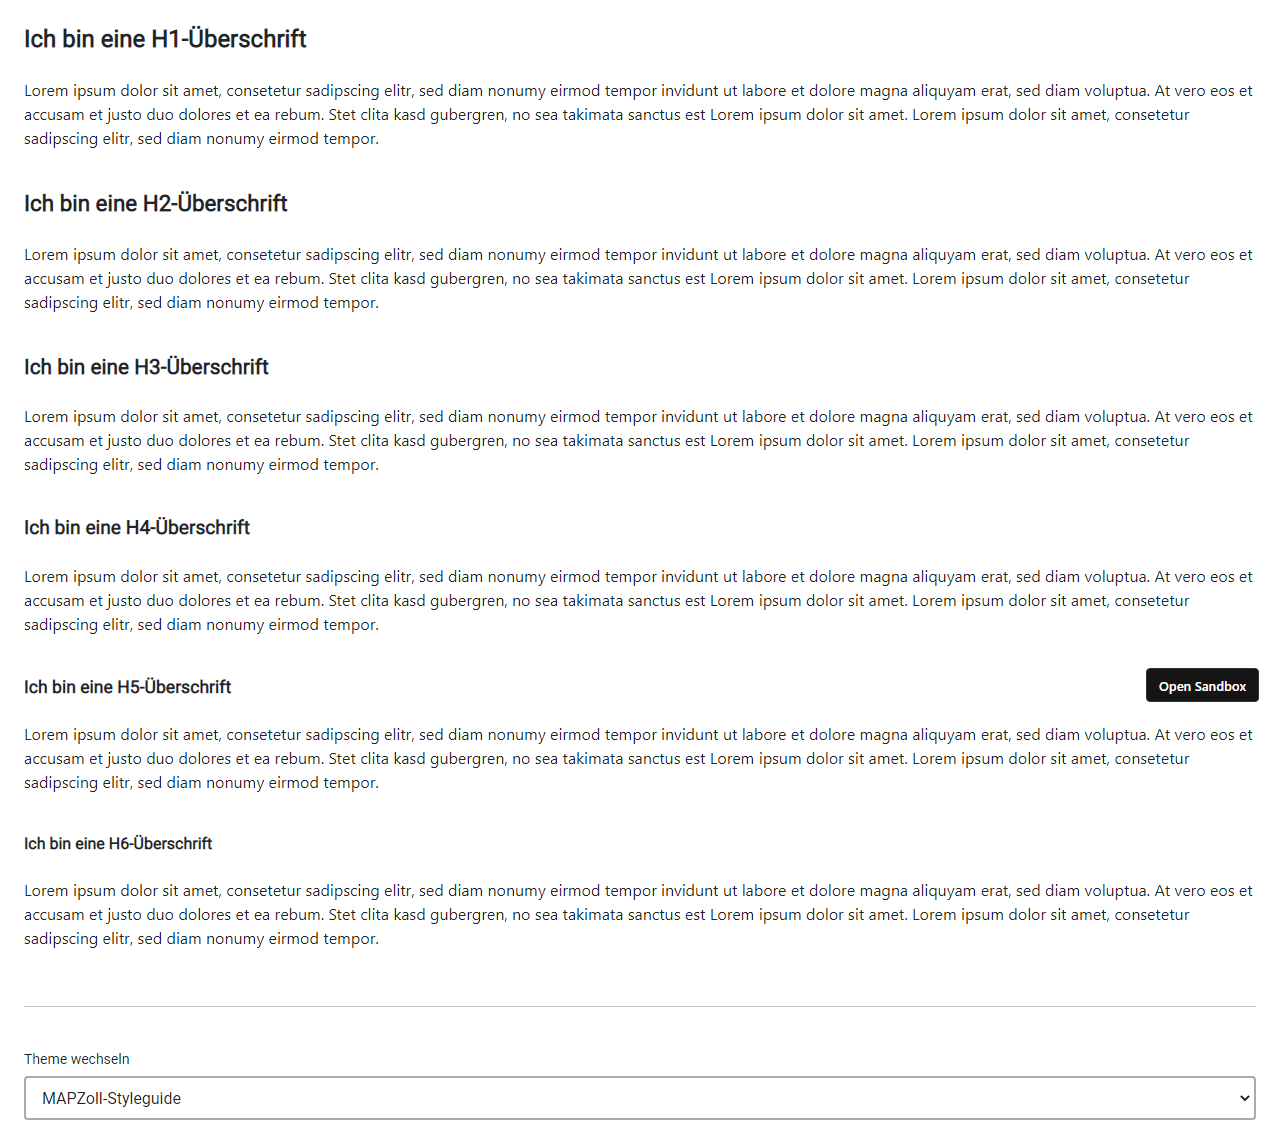 Ich bin eine H1-Überschrift
Lorem ipsum dolor sit amet, consetetur sadipscing elitr, sed diam nonumy eirmod tempor invidunt ut labore et dolore magna aliquyam erat, sed diam voluptua. At vero eos et
accusam et justo duo dolores et ea rebum. Stet clita kasd gubergren, no sea takimata sanctus est Lorem ipsum dolor sit amet. Lorem ipsum dolor sit amet, consetetur
sadipscing elitr, sed diam nonumy eirmod tempor.
Ich bin eine H2-Überschrift
Lorem ipsum dolor sit amet, consetetur sadipscing elitr, sed diam nonumy eirmod tempor invidunt ut labore et dolore magna aliquyam erat, sed diam voluptua. At vero eos et
accusam et justo duo dolores et ea rebum. Stet clita kasd gubergren, no sea takimata sanctus est Lorem ipsum dolor sit amet. Lorem ipsum dolor sit amet, consetetur
sadipscing elitr, sed diam nonumy eirmod tempor.
Ich bin eine H3-Überschrift
Lorem ipsum dolor sit amet, consetetur sadipscing elitr, sed diam nonumy eirmod tempor invidunt ut labore et dolore magna aliquyam erat, sed diam voluptua. At vero eos et
accusam et justo duo dolores et ea rebum. Stet clita kasd gubergren, no sea takimata sanctus est Lorem ipsum dolor sit amet. Lorem ipsum dolor sit amet, consetetur
sadipscing elitr, sed diam nonumy eirmod tempor.
Ich bin eine H4-Überschrift
Lorem ipsum dolor sit amet, consetetur sadipscing elitr, sed diam nonumy eirmod tempor invidunt ut labore et dolore magna aliquyam erat, sed diam voluptua. At vero eos et
accusam et justo duo dolores et ea rebum. Stet clita kasd gubergren, no sea takimata sanctus est Lorem ipsum dolor sit amet. Lorem ipsum dolor sit amet, consetetur
sadipscing elitr, sed diam nonumy eirmod tempor.
Ich bin eine H5-Überschrift
Open Sandbox
Lorem ipsum dolor sit amet, consetetur sadipscing elitr, sed diam nonumy eirmod tempor invidunt ut labore et dolore magna aliquyam erat, sed diam voluptua. At vero eos et
accusam et justo duo dolores et ea rebum. Stet clita kasd gubergren, no sea takimata sanctus est Lorem ipsum dolor sit amet. Lorem ipsum dolor sit amet, consetetur
sadipscing elitr, sed diam nonumy eirmod tempor.
Ich bin eine H6-Überschrift
Lorem ipsum dolor sit amet, consetetur sadipscing elitr, sed diam nonumy eirmod tempor invidunt ut labore et dolore magna aliquyam erat, sed diam voluptua. At vero eos et
accusam et justo duo dolores et ea rebum. Stet clita kasd gubergren, no sea takimata sanctus est Lorem ipsum dolor sit amet. Lorem ipsum dolor sit amet, consetetur
sadipscing elitr, sed diam nonumy eirmod tempor.
Theme wechseln
MAPZoll-Styleguide